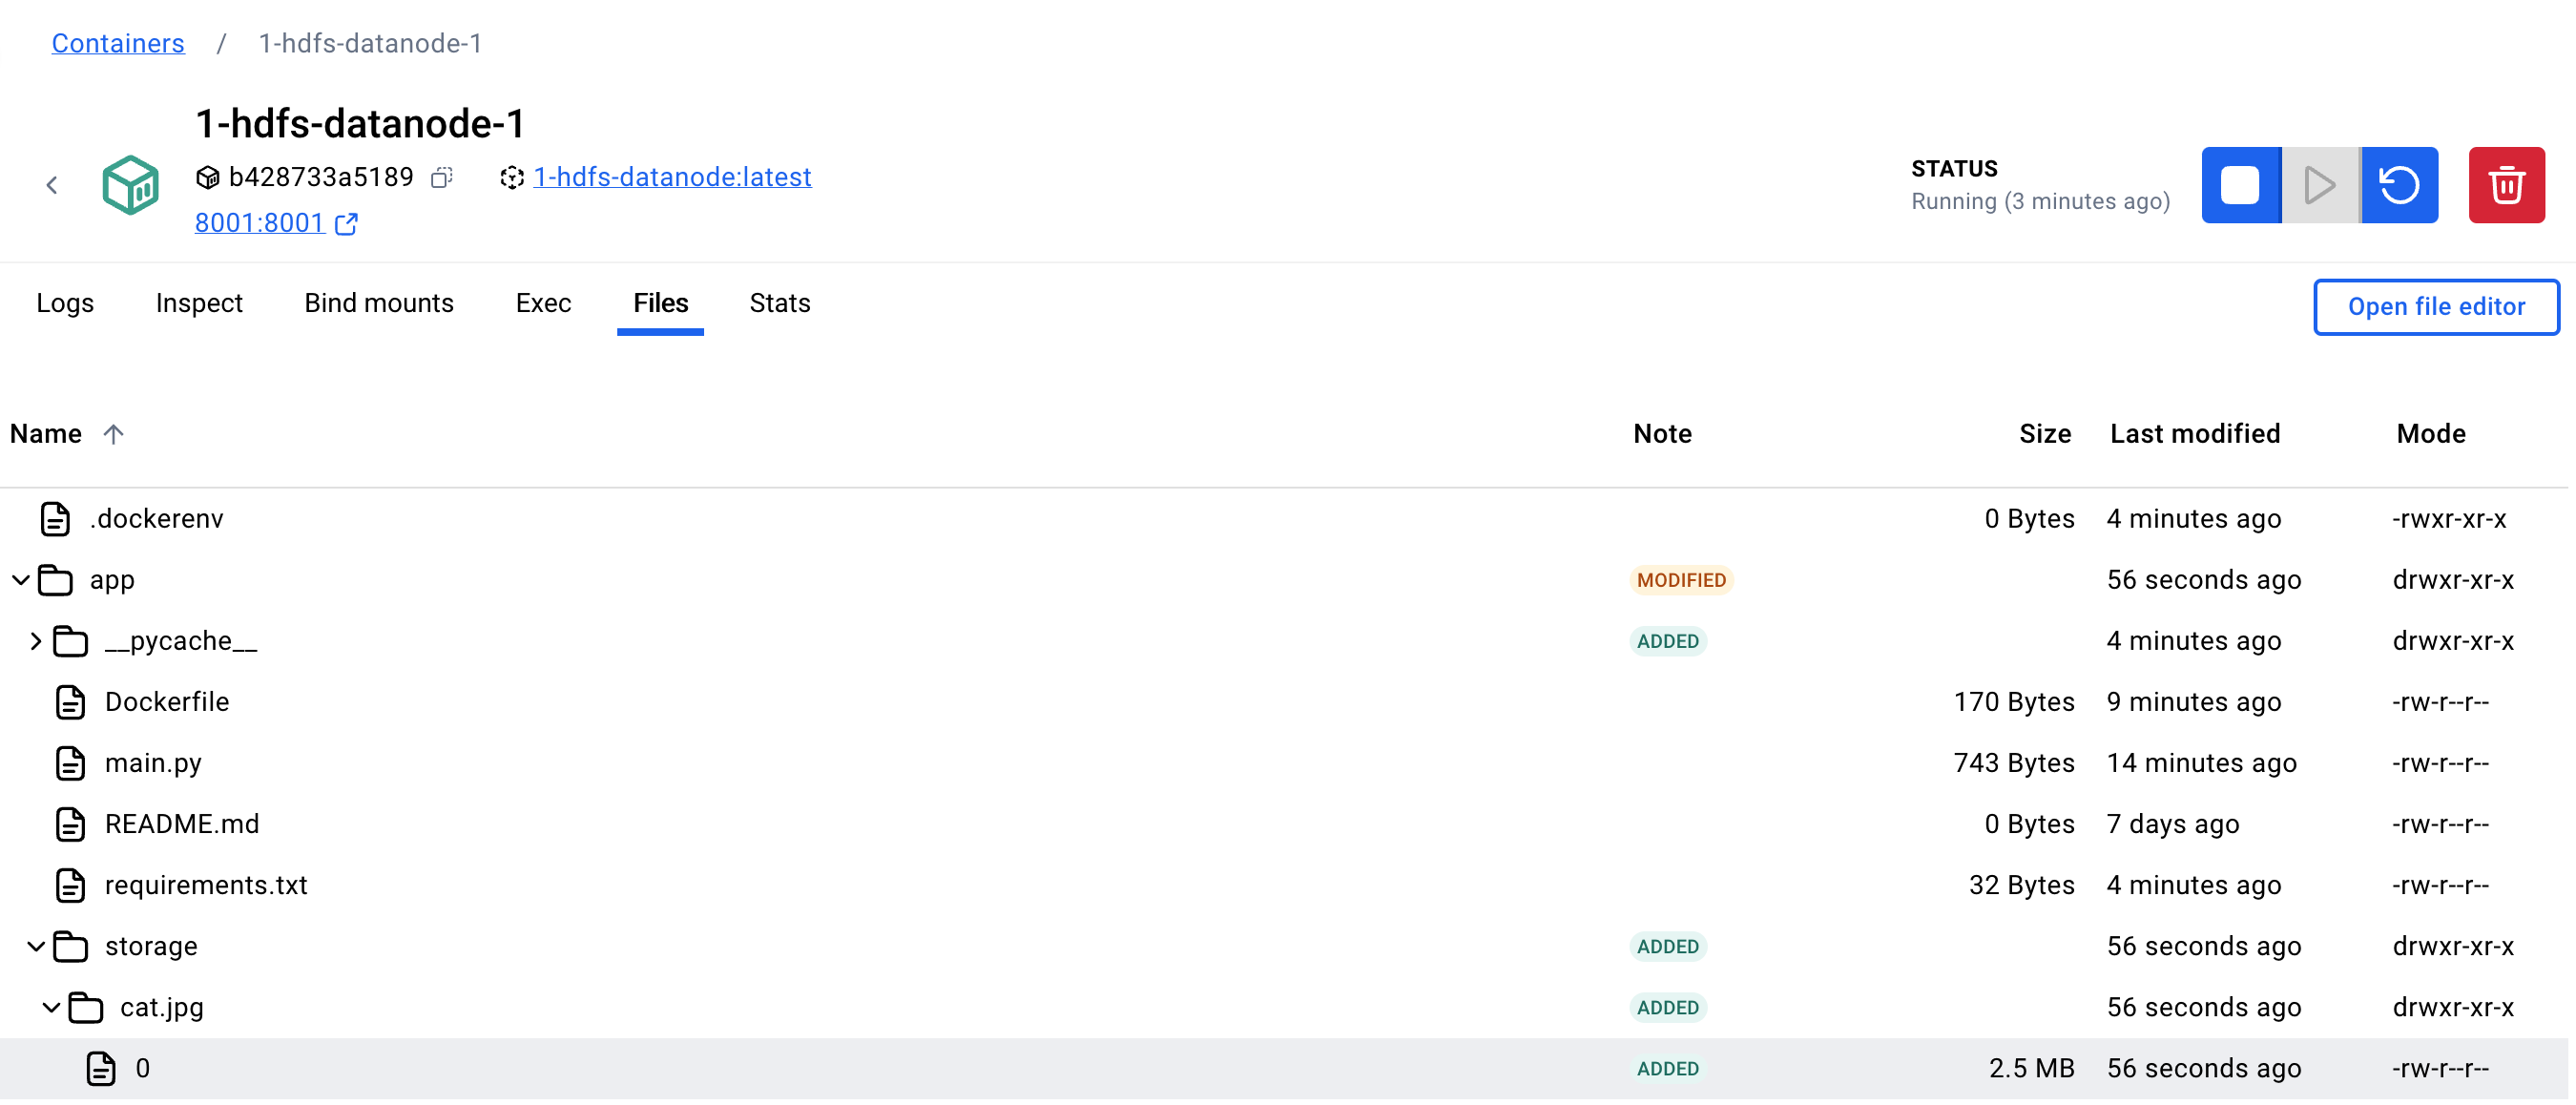 Containers / 1-hdfs-datanode-1
1-hdfs-datanode-1
b428733a5189 1-hdfs-datanode:latest
8001:8001
STATUS
Running (3 minutes ago)
Logs Inspect Bind mounts Exec Files Stats Open file editor
Name Note Size Last modified Mode
.dockerenv 0 Bytes 4 minutes ago -rwxr-xr-x
app MODIFIED 56 seconds ago drwxr-xr-x
__pycache__ ADDED 4 minutes ago drwxr-xr-x
Dockerfile 170 Bytes 9 minutes ago -rw-r--r--
main.py 743 Bytes 14 minutes ago -rw-r--r--
README.md 0 Bytes 7 days ago -rw-r--r--
requirements.txt 32 Bytes 4 minutes ago -rw-r--r--
storage ADDED 56 seconds ago drwxr-xr-x
cat.jpg ADDED 56 seconds ago drwxr-xr-x
0 ADDED 2.5 MB 56 seconds ago -rw-r--r--